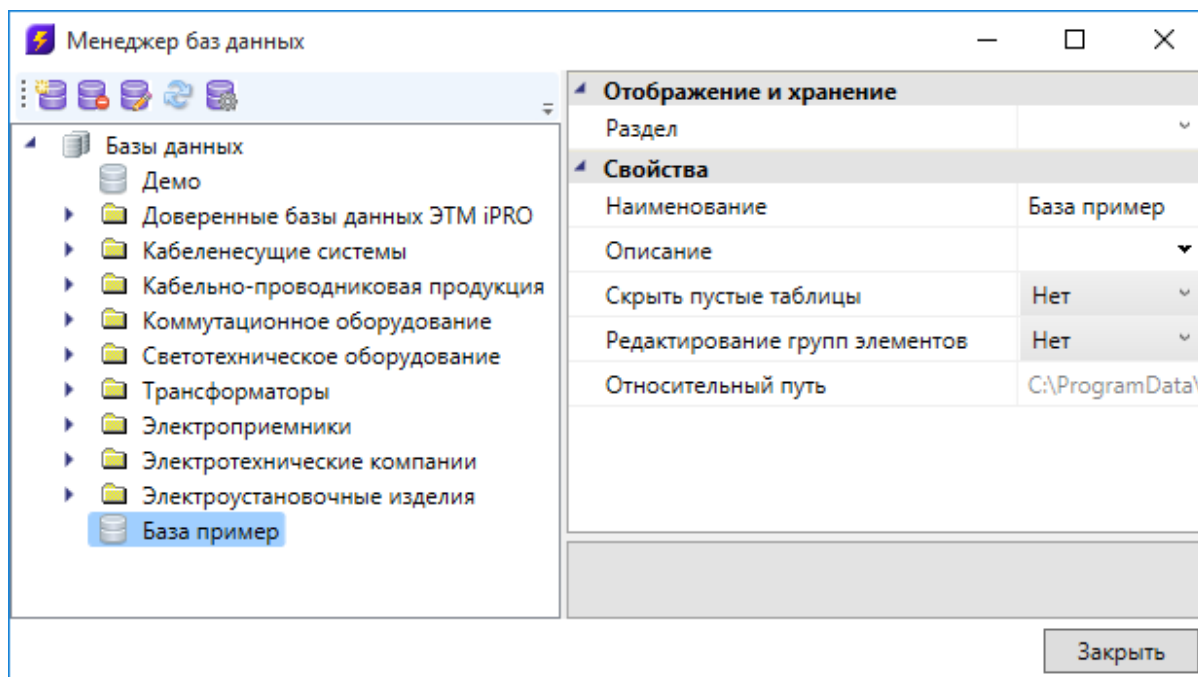 Менеджер баз данных
Базы данных
Демо
Доверенные базы данных ЭТМ iPRO
Кабеленесущие системы
Кабельно-проводниковая продукция
Коммутационное оборудование
Светотехническое оборудование
Трансформаторы
Электроприемники
Электротехнические компании
Электроустановочные изделия
База пример
Отображение и хранение
Раздел
Свойства
Наименование База пример
Описание
Скрыть пустые таблицы Нет
Редактирование групп элементов Нет
Относительный путь C:\ProgramData\
Закрыть